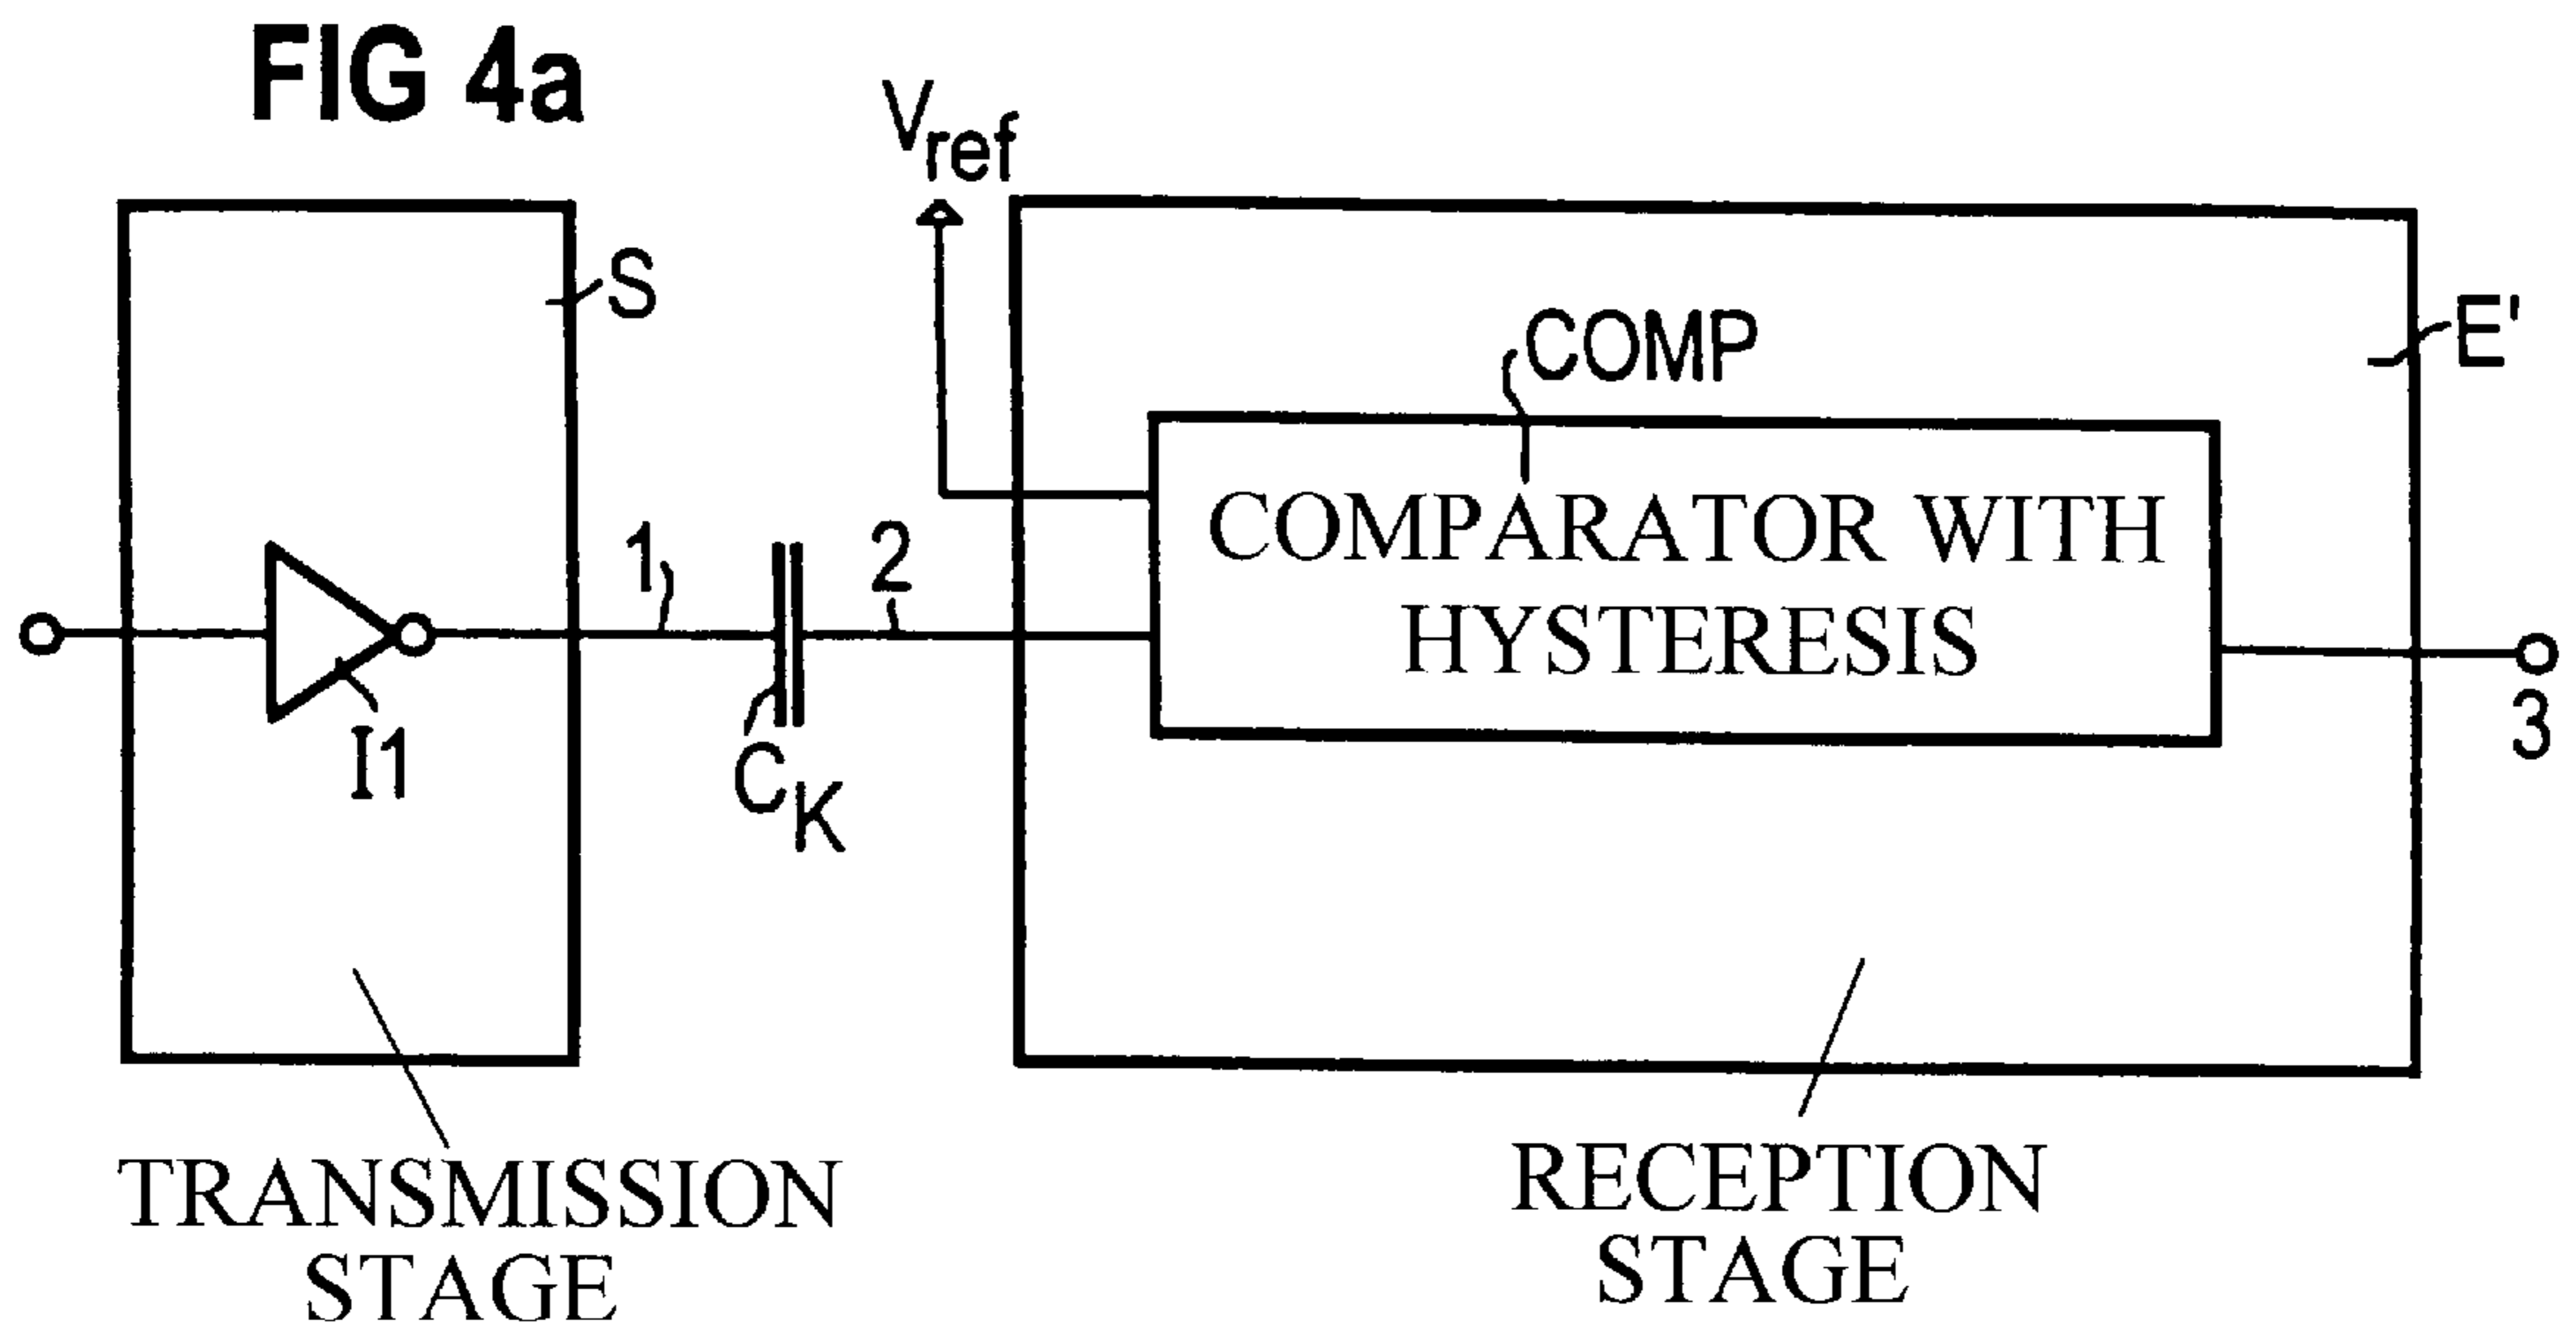 FIG 4a
Vref
S
E'
COMP
COMPARATOR WITH
HYSTERESIS
1
2
I1
CK
3
TRANSMISSION
STAGE
RECEPTION
STAGE